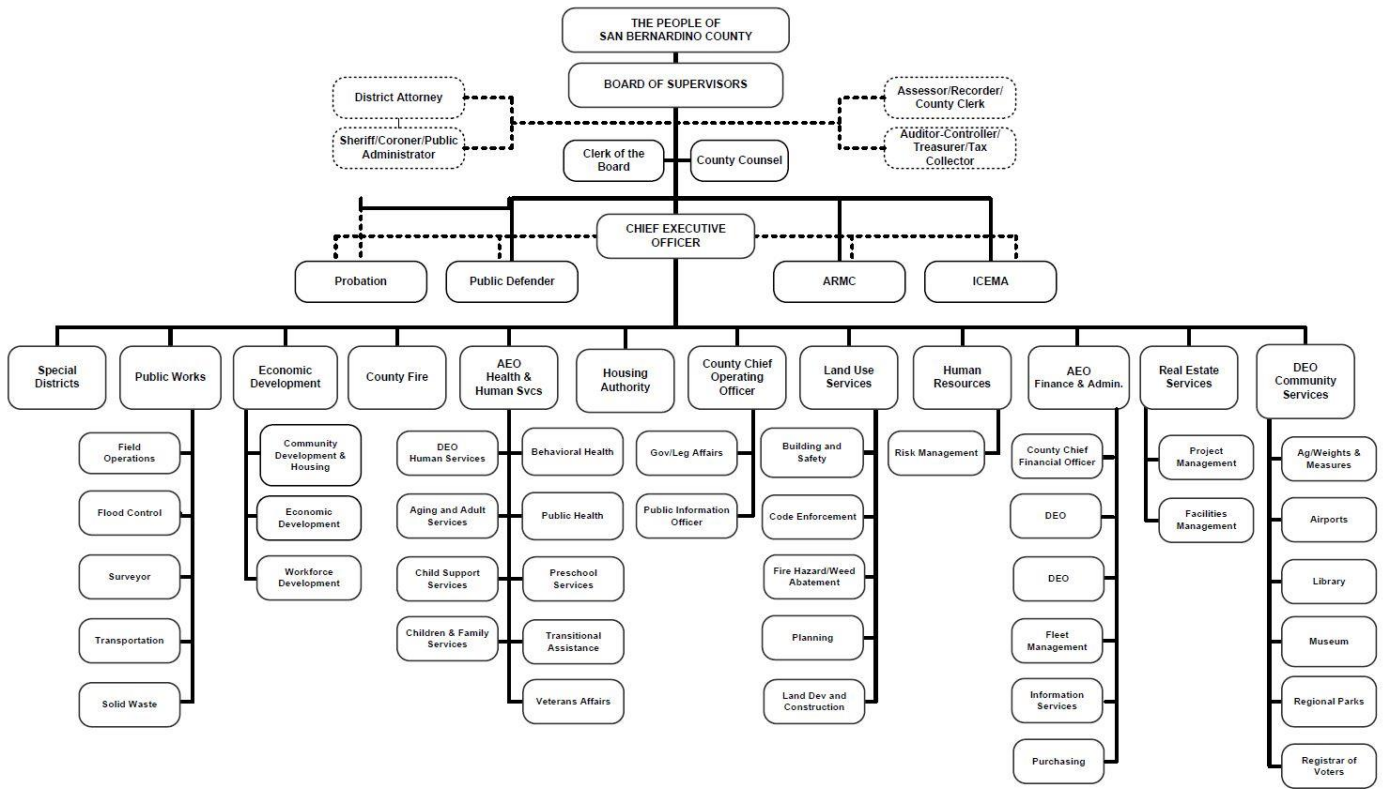 THE PEOPLE OF
SAN BERNARDINO COUNTY
BOARD OF SUPERVISORS
District Attorney
Sheriff/Coroner/Public
Administrator
Assessor/Recorder/
County Clerk
Auditor-Controller/
Treasurer/Tax
Collector
Clerk of the
Board
County Counsel
CHIEF EXECUTIVE
OFFICER
Probation
Public Defender
ARMC
ICEMA
Special
Districts
Public Works
Economic
Development
County Fire
AEO
Health &
Human Svcs
Housing
Authority
County Chief
Operating
Officer
Land Use
Services
Human
Resources
AEO
Finance & Admin.
Real Estate
Services
DEO
Community
Services
Field
Operations
Flood Control
Surveyor
Transportation
Solid Waste
Community
Development &
Housing
Economic
Development
Workforce
Development
DEO
Human Services
Aging and Adult
Services
Child Support
Services
Children & Family
Services
Behavioral Health
Public Health
Preschool
Services
Transitional
Assistance
Veterans Affairs
Gov/Leg Affairs
Public Information
Officer
Building and
Safety
Code Enforcement
Fire Hazard/Weed
Abatement
Planning
Land Dev and
Construction
Risk Management
County Chief
Financial Officer
DEO
DEO
Fleet
Management
Information
Services
Purchasing
Project
Management
Facilities
Management
Ag/Weights &
Measures
Airports
Library
Museum
Regional Parks
Registrar of
Voters